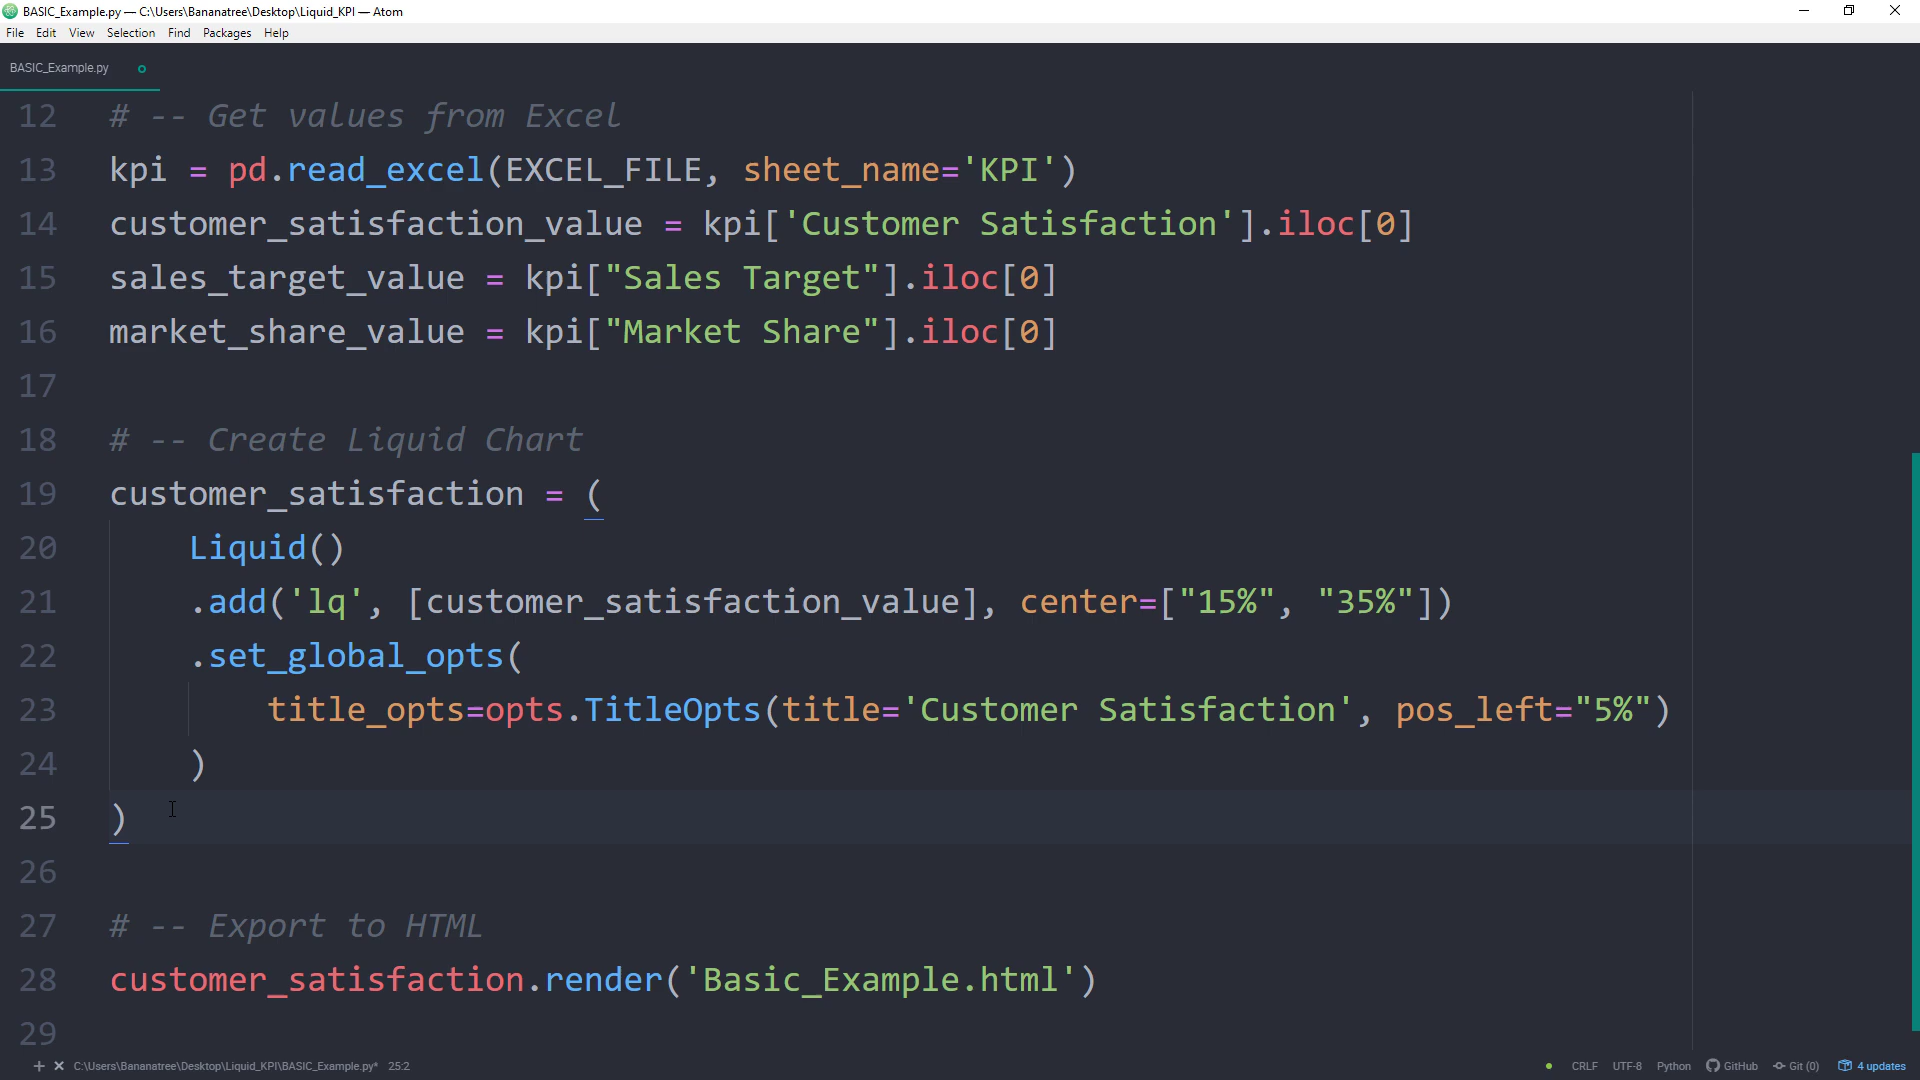 BASIC_Example.py — C:\Users\Bananatree\Desktop\Liquid_KPI — Atom
File Edit View Selection Find Packages Help
BASIC_Example.py
12 # -- Get values from Excel
13 kpi = pd.read_excel(EXCEL_FILE, sheet_name='KPI')
14 customer_satisfaction_value = kpi['Customer Satisfaction'].iloc[0]
15 sales_target_value = kpi["Sales Target"].iloc[0]
16 market_share_value = kpi["Market Share"].iloc[0]
17
18 # -- Create Liquid Chart
19 customer_satisfaction = (
20 Liquid()
21 .add('lq', [customer_satisfaction_value], center=["15%", "35%"])
22 .set_global_opts(
23 title_opts=opts.TitleOpts(title='Customer Satisfaction', pos_left="5%")
24 )
25 )
26
27 # -- Export to HTML
28 customer_satisfaction.render('Basic_Example.html')
29
C:\Users\Bananatree\Desktop\Liquid_KPI\BASIC_Example.py* 25:2 CRLF UTF-8 Python GitHub Git (0) 4 updates